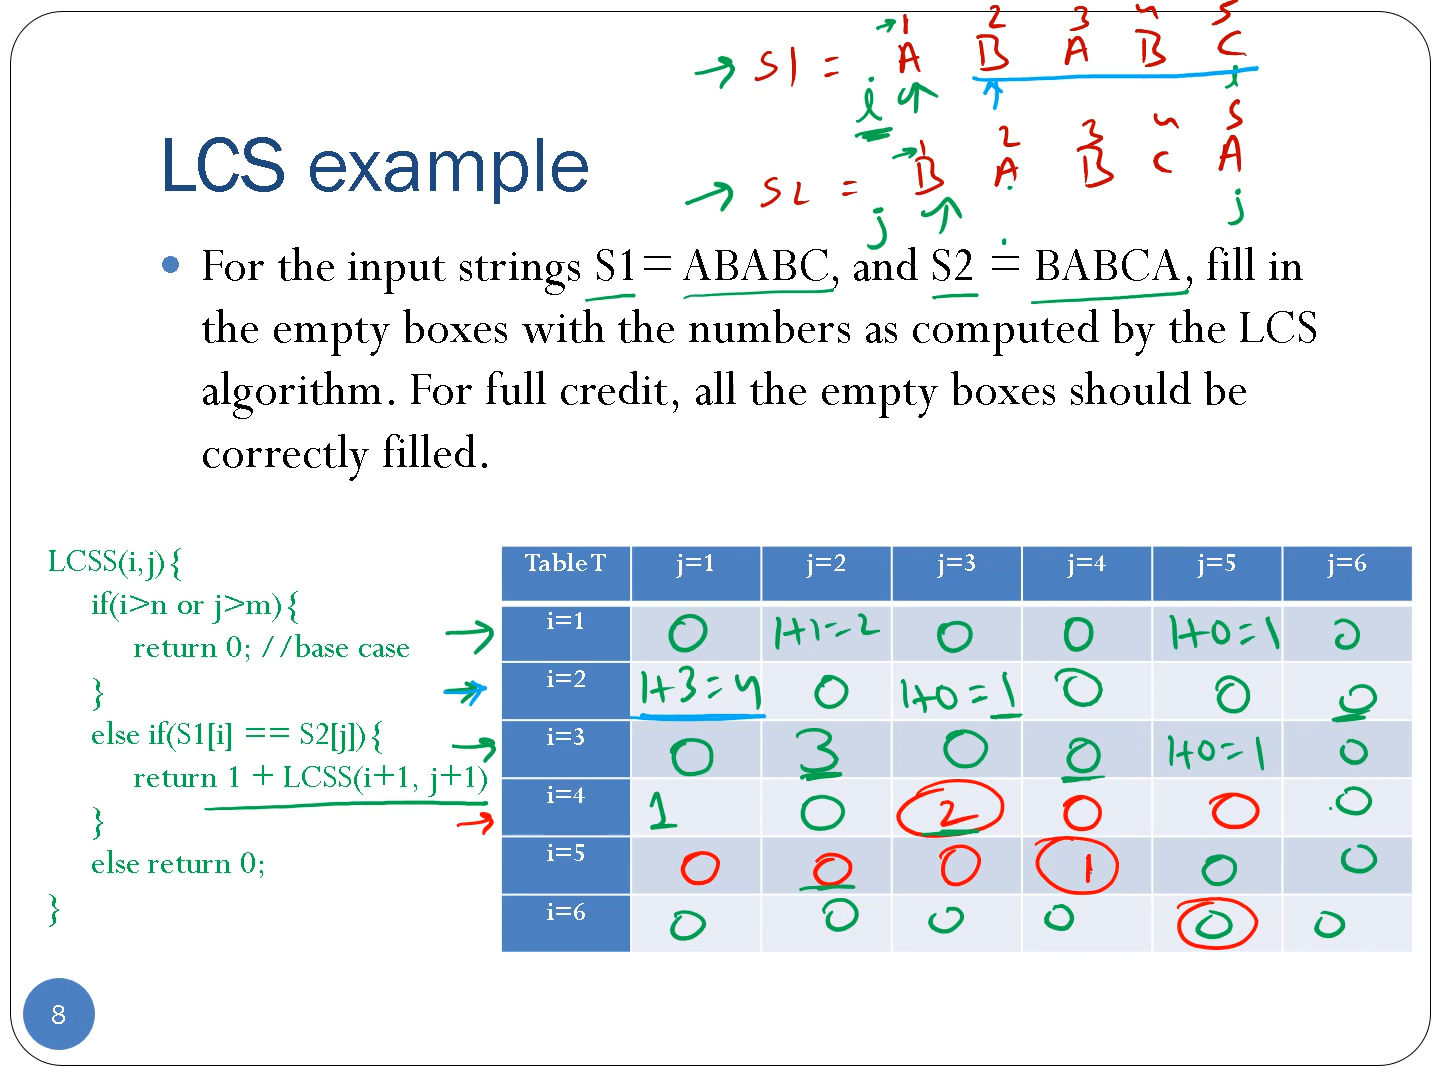 1 2 3 4 5
S1 = A B A B C
i i
1 2 3 4 5
S2 = B A B C A
j j
LCS example
• For the input strings S1= ABABC, and S2 = BABCA, fill in
the empty boxes with the numbers as computed by the LCS
algorithm. For full credit, all the empty boxes should be
correctly filled.
LCSS(i,j){
if(i>n or j>m){
return 0; //base case
}
else if(S1[i] == S2[j]){
return 1 + LCSS(i+1, j+1)
}
else return 0;
}
Table T j=1 j=2 j=3 j=4 j=5 j=6
i=1 0 1+1=2 0 0 1+0=1 0
i=2 1+3=4 0 1+0=1 0 0 0
i=3 0 3 0 0 1+0=1 0
i=4 1 0 2 0 0 0
i=5 0 0 0 1 0 0
i=6 0 0 0 0 0 0
8